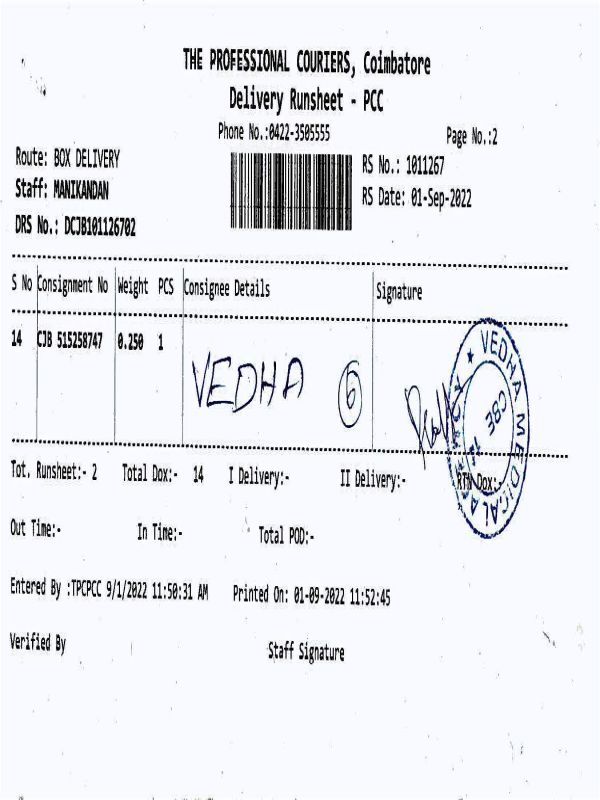 THE PROFESSIONAL COURIERS, Coimbatore
Delivery Runsheet - PCC
Phone No.:0422-3505555
Page No.:2
Route: BOX DELIVERY
RS No.: 1011267
Staff: MANIKANDAN
RS Date: 01-Sep-2022
DRS No.: DCJB101126702
S No Consignment No Weight PCS Consignee Details Signature
14 CJB 515258747 0.250 1
VEDHA 6
VEDHA MEDICAL
CBE
Tot. Runsheet:- 2 Total Dox:- 14 I Delivery:- II Delivery:- RTN Dox:-
Out Time:- In Time:- Total POD:-
Entered By :TPCPCC 9/1/2022 11:50:31 AM Printed On: 01-09-2022 11:52:45
Verified By Staff Signature